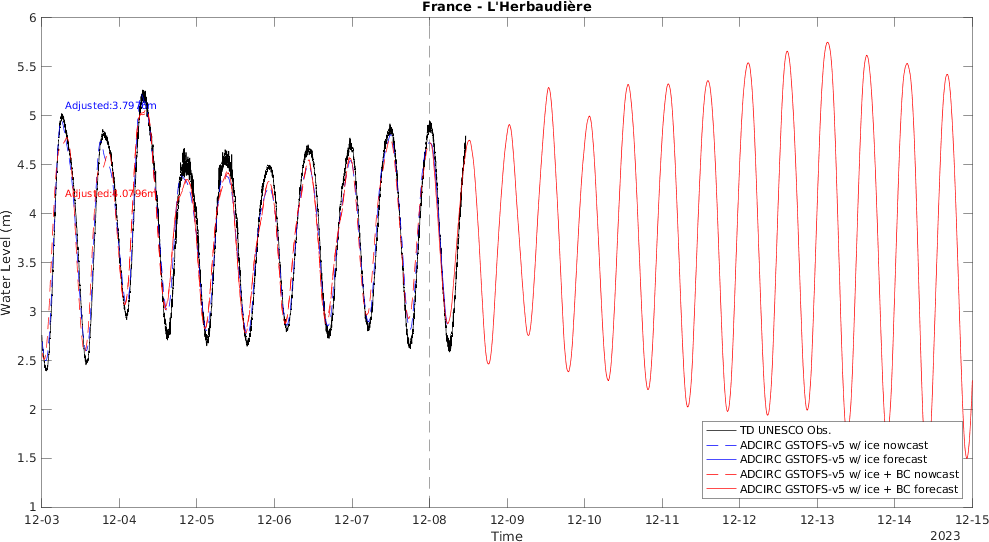 France - L'Herbaudière
6
5.5
5
4.5
4
3.5
3
2.5
2
1.5
1
Water Level (m)
Adjusted:3.797 m
Adjusted:4.0796m
TD UNESCO Obs.
ADCIRC GSTOFS-v5 w/ ice nowcast
ADCIRC GSTOFS-v5 w/ ice forecast
ADCIRC GSTOFS-v5 w/ ice + BC nowcast
ADCIRC GSTOFS-v5 w/ ice + BC forecast
12-03 12-04 12-05 12-06 12-07 12-08 12-09 12-10 12-11 12-12 12-13 12-14 12-15
Time
2023